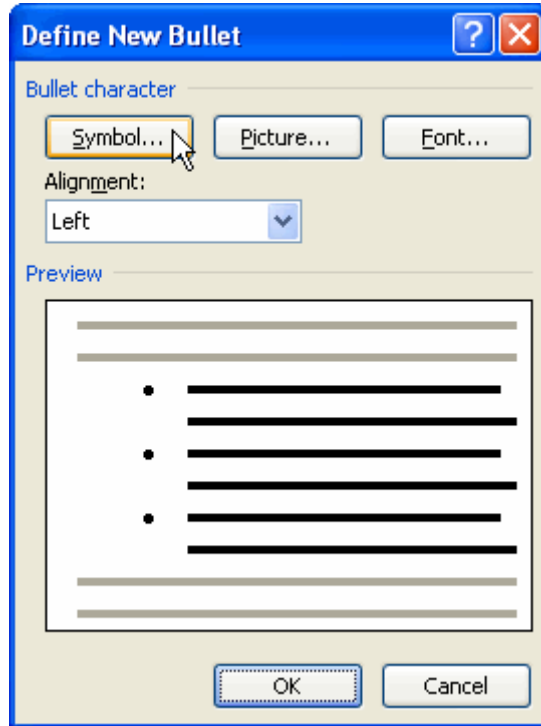 Define New Bullet
Bullet character
Symbol... Picture... Font...
Alignment:
Left
Preview
OK Cancel